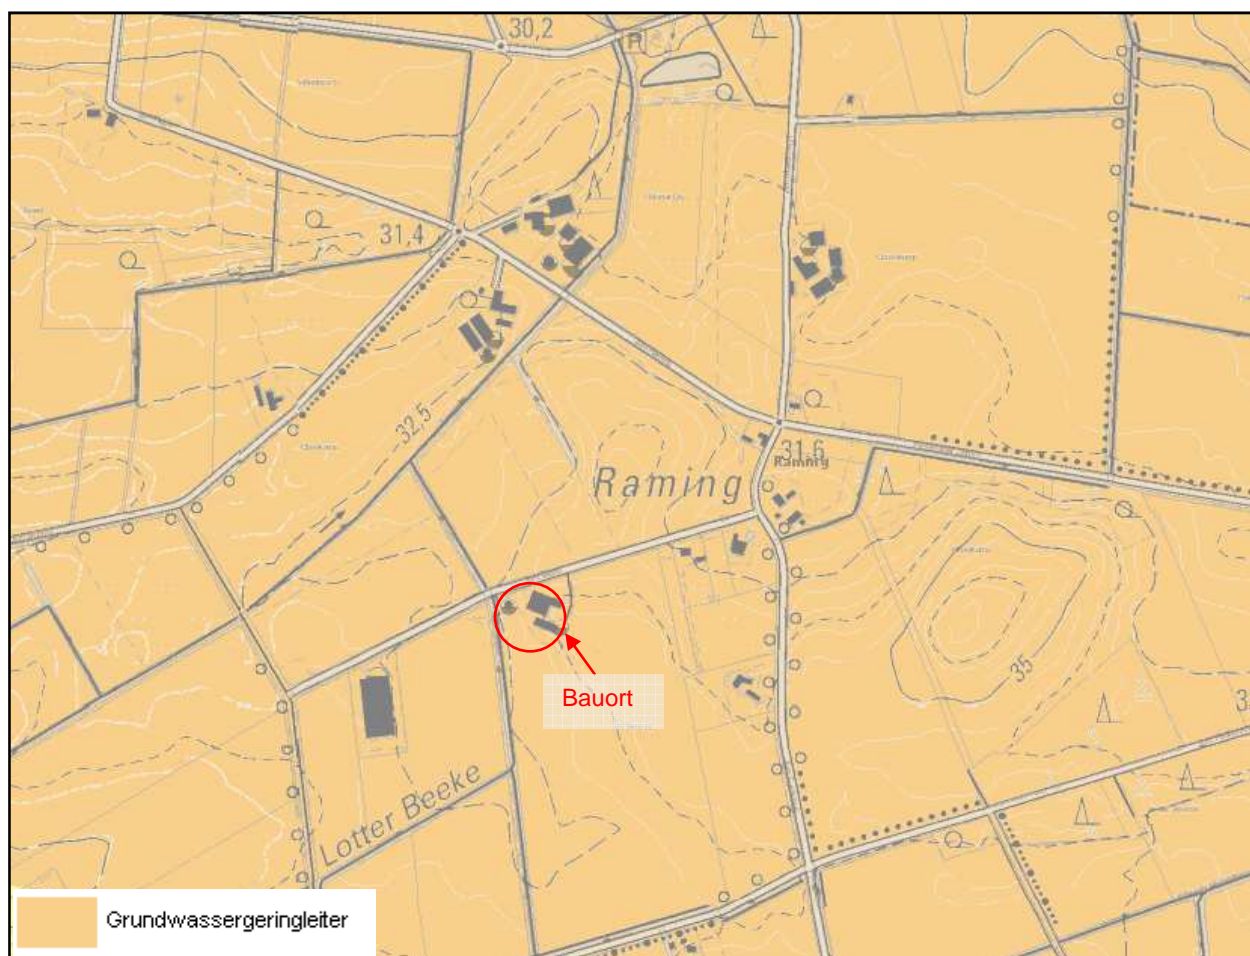 30,2
P
31,4
32,5
31,6
Raming
Raming
35
Bauort
Lotter Beeke
Grundwassergeringleiter